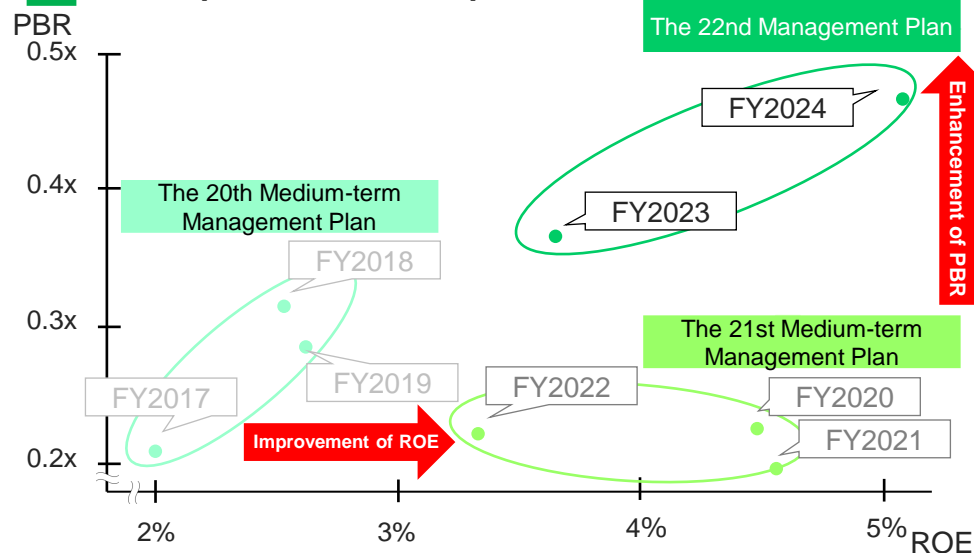 PBR
The 22nd Management Plan
0.5x
FY2024
Enhancement of PBR
0.4x
The 20th Medium-term
Management Plan
FY2023
FY2018
0.3x
The 21st Medium-term
Management Plan
FY2019
FY2022
FY2020
FY2017
Improvement of ROE
FY2021
0.2x
2%
3%
4%
5%
ROE